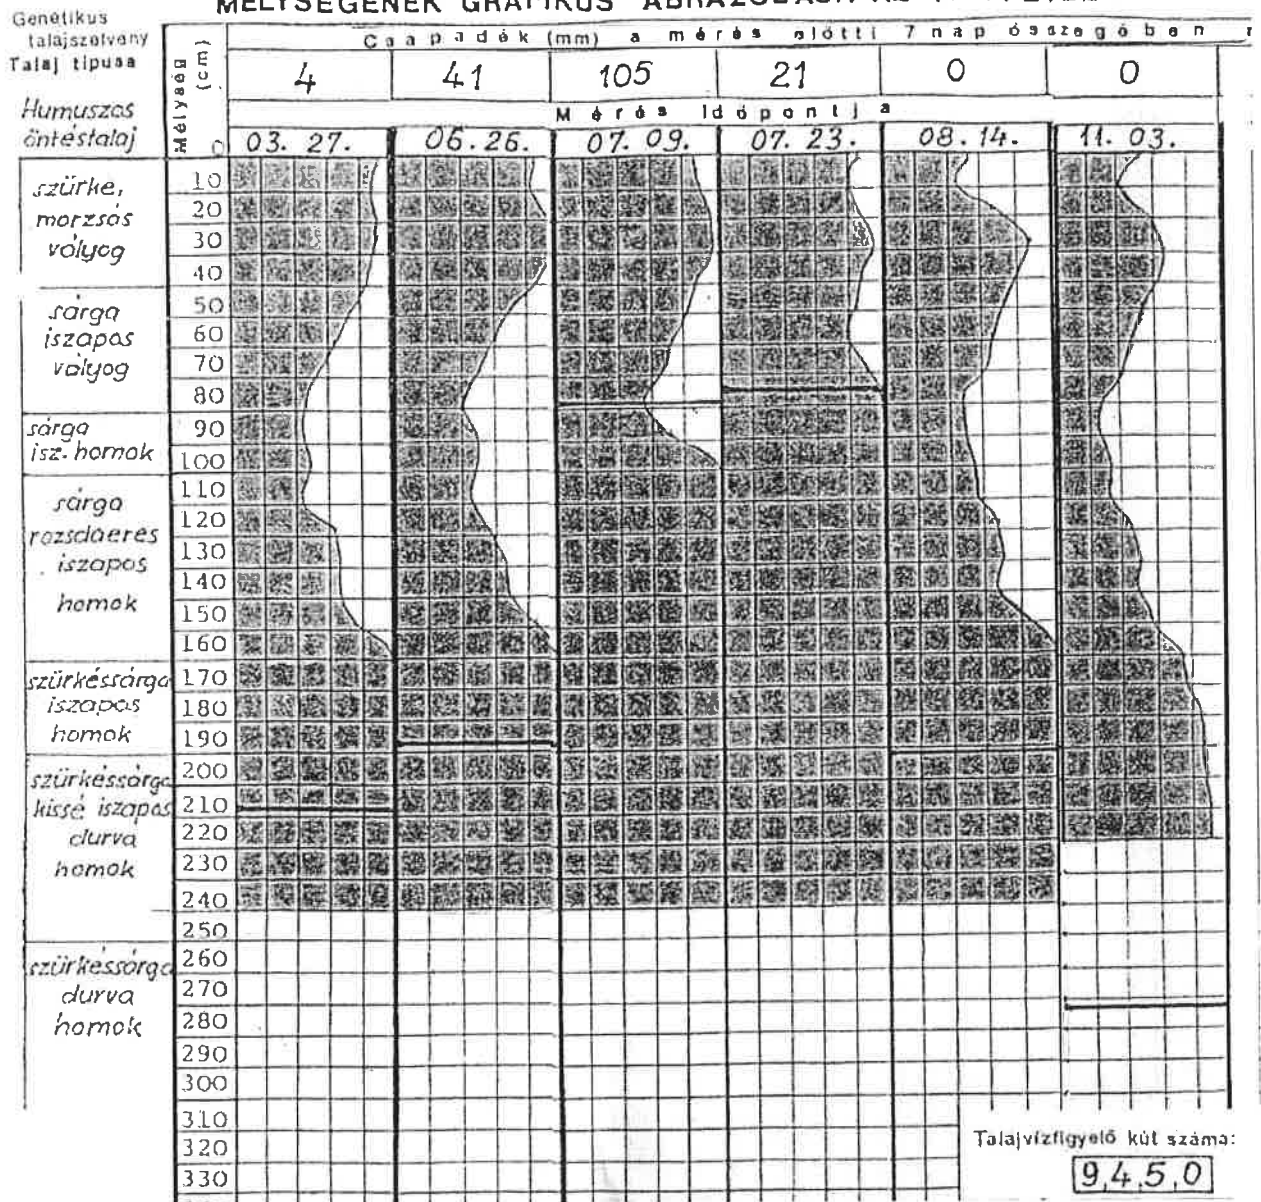 MÉLYSÉGÉNEK GRAFIKUS ÁBRÁZOLÁSA
Genetikus
talajszelvény
Talaj típusa
Humuszos
öntéstalaj
Mélység (cm)
Csapadék (mm) a mérés előtti 7 nap összegében
4 41 105 21 0 0
Mérés időpontja
0 03. 27. 06. 26. 07. 09. 07. 23. 08. 14. 11. 03.
szürke,
morzsás
vályog
sárga
iszapos
vályog
sárga
isz. homok
sárga
rozsdaeres
iszapos
homok
szürkéssárga
iszapos
homok
szürkéssárga
kissé iszapos
durva
homok
szürkéssárga
durva
homok
10
20
30
40
50
60
70
80
90
100
110
120
130
140
150
160
170
180
190
200
210
220
230
240
250
260
270
280
290
300
310
320
330
Talajvízfigyelő kút száma:
9,4,5,0